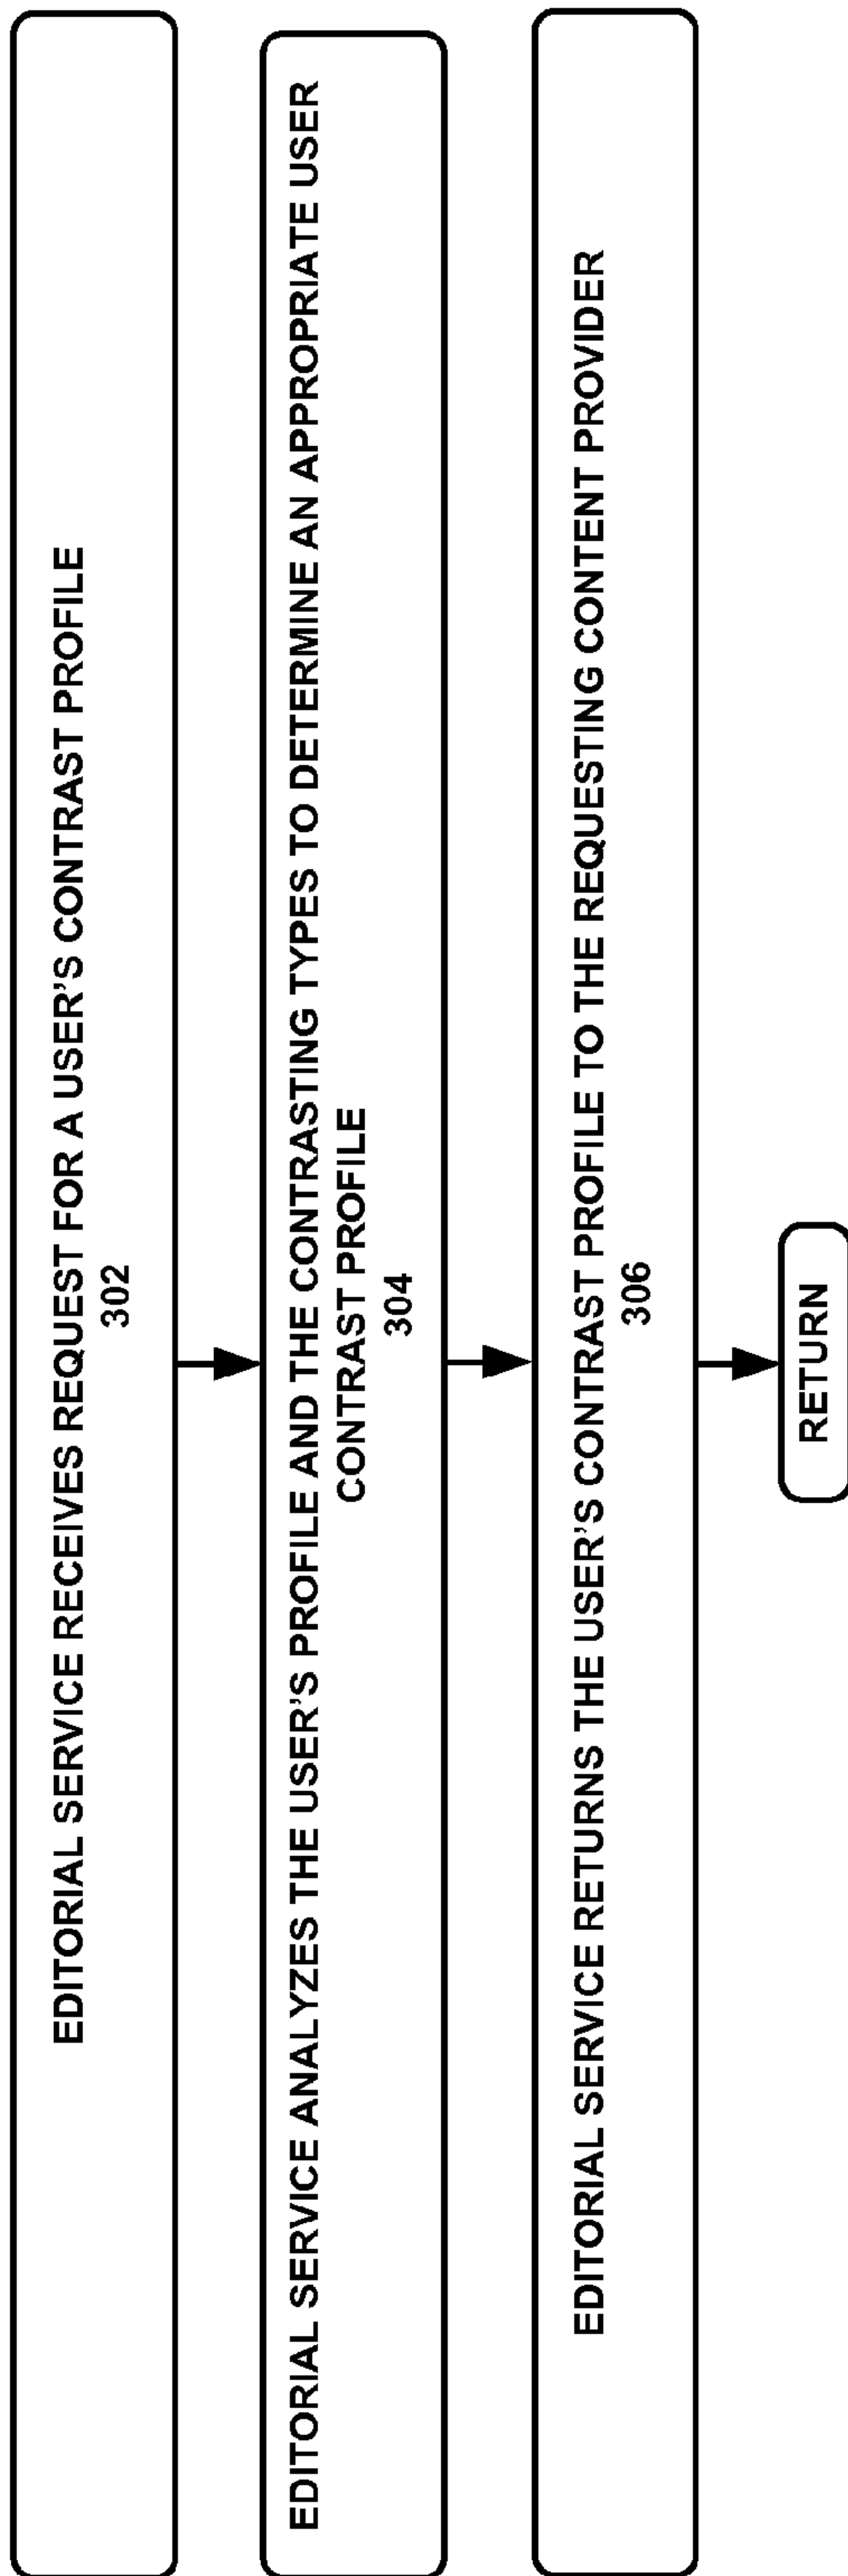 EDITORIAL SERVICE RECEIVES REQUEST FOR A USER'S CONTRAST PROFILE
302
EDITORIAL SERVICE ANALYZES THE USER'S PROFILE AND THE CONTRASTING TYPES TO DETERMINE AN APPROPRIATE USER
CONTRAST PROFILE
304
EDITORIAL SERVICE RETURNS THE USER'S CONTRAST PROFILE TO THE REQUESTING CONTENT PROVIDER
306
RETURN